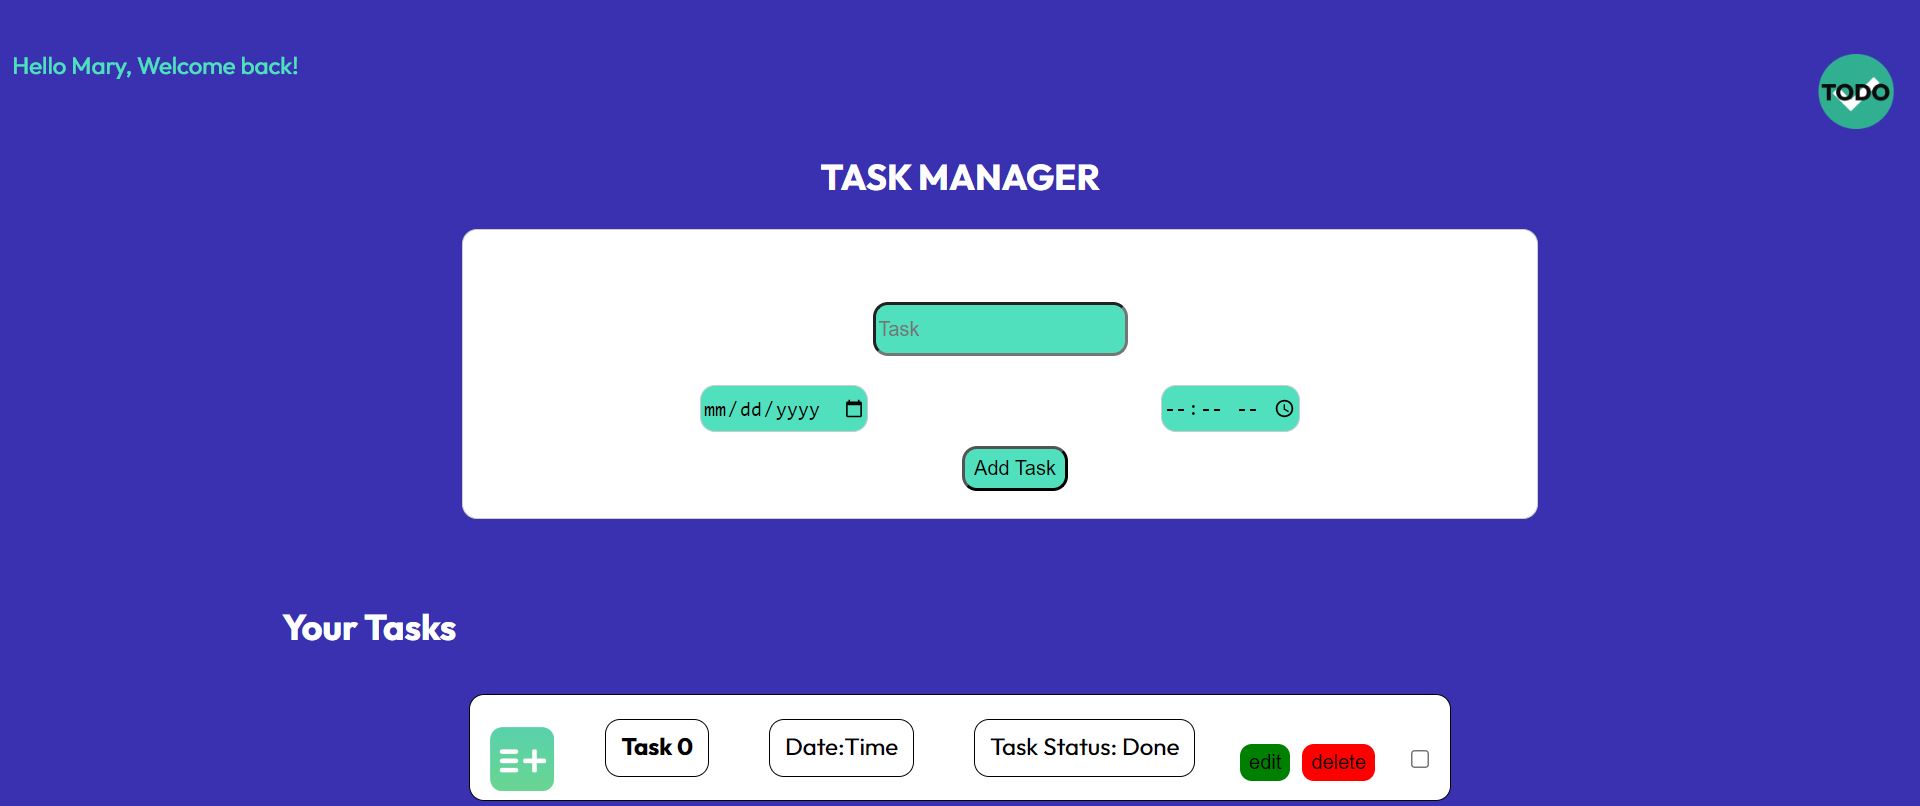 Hello Mary, Welcome back!
TODO
TASK MANAGER
Task
mm/dd/yyyy
--:-- --
Add Task
Your Tasks
Task 0
Date:Time
Task Status: Done
edit
delete